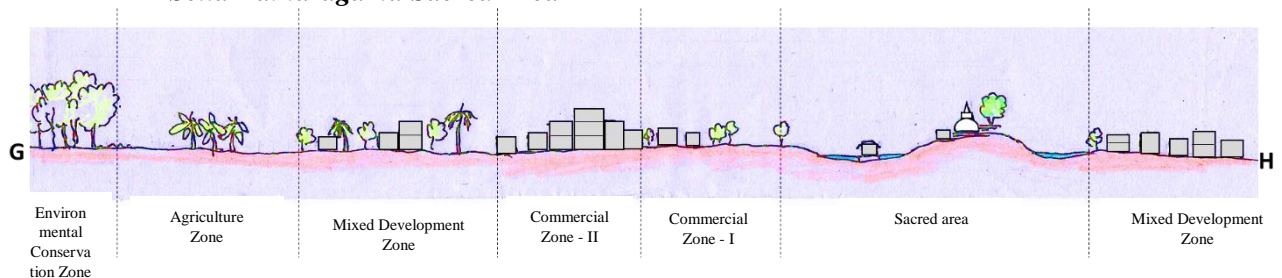 G
H
Environ
mental
Conserva
tion Zone
Agriculture
Zone
Mixed Development
Zone
Commercial
Zone - II
Commercial
Zone - I
Sacred area
Mixed Development
Zone